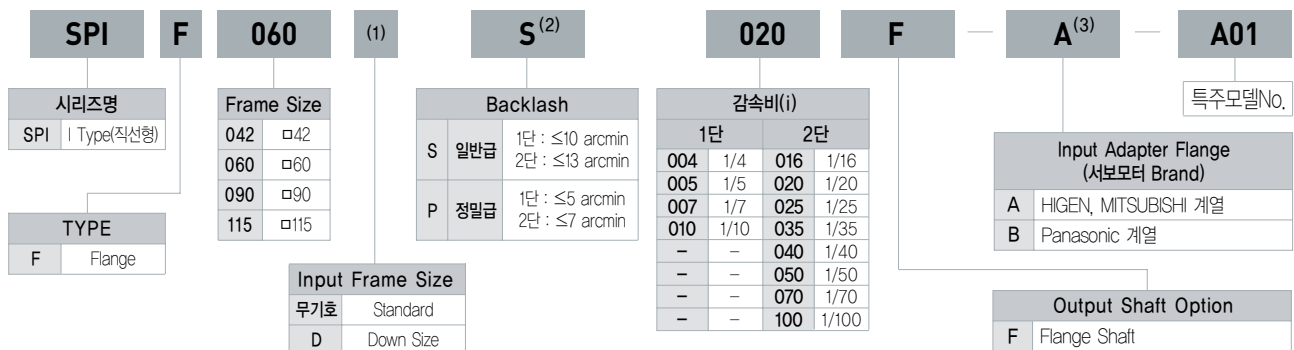 SPI F 060 (1) S(2) 020 F — A(3) — A01
시리즈명
SPI I Type(직선형)
TYPE
F Flange
Frame Size
042 □42
060 □60
090 □90
115 □115
Input Frame Size
무기호 Standard
D Down Size
Backlash
S 일반급 1단 : ≤10 arcmin
2단 : ≤13 arcmin
P 정밀급 1단 : ≤5 arcmin
2단 : ≤7 arcmin
감속비(i)
1단 2단
004 1/4 016 1/16
005 1/5 020 1/20
007 1/7 025 1/25
010 1/10 035 1/35
– – 040 1/40
– – 050 1/50
– – 070 1/70
– – 100 1/100
특주모델No.
Input Adapter Flange
(서보모터 Brand)
A HIGEN, MITSUBISHI 계열
B Panasonic 계열
Output Shaft Option
F Flange Shaft